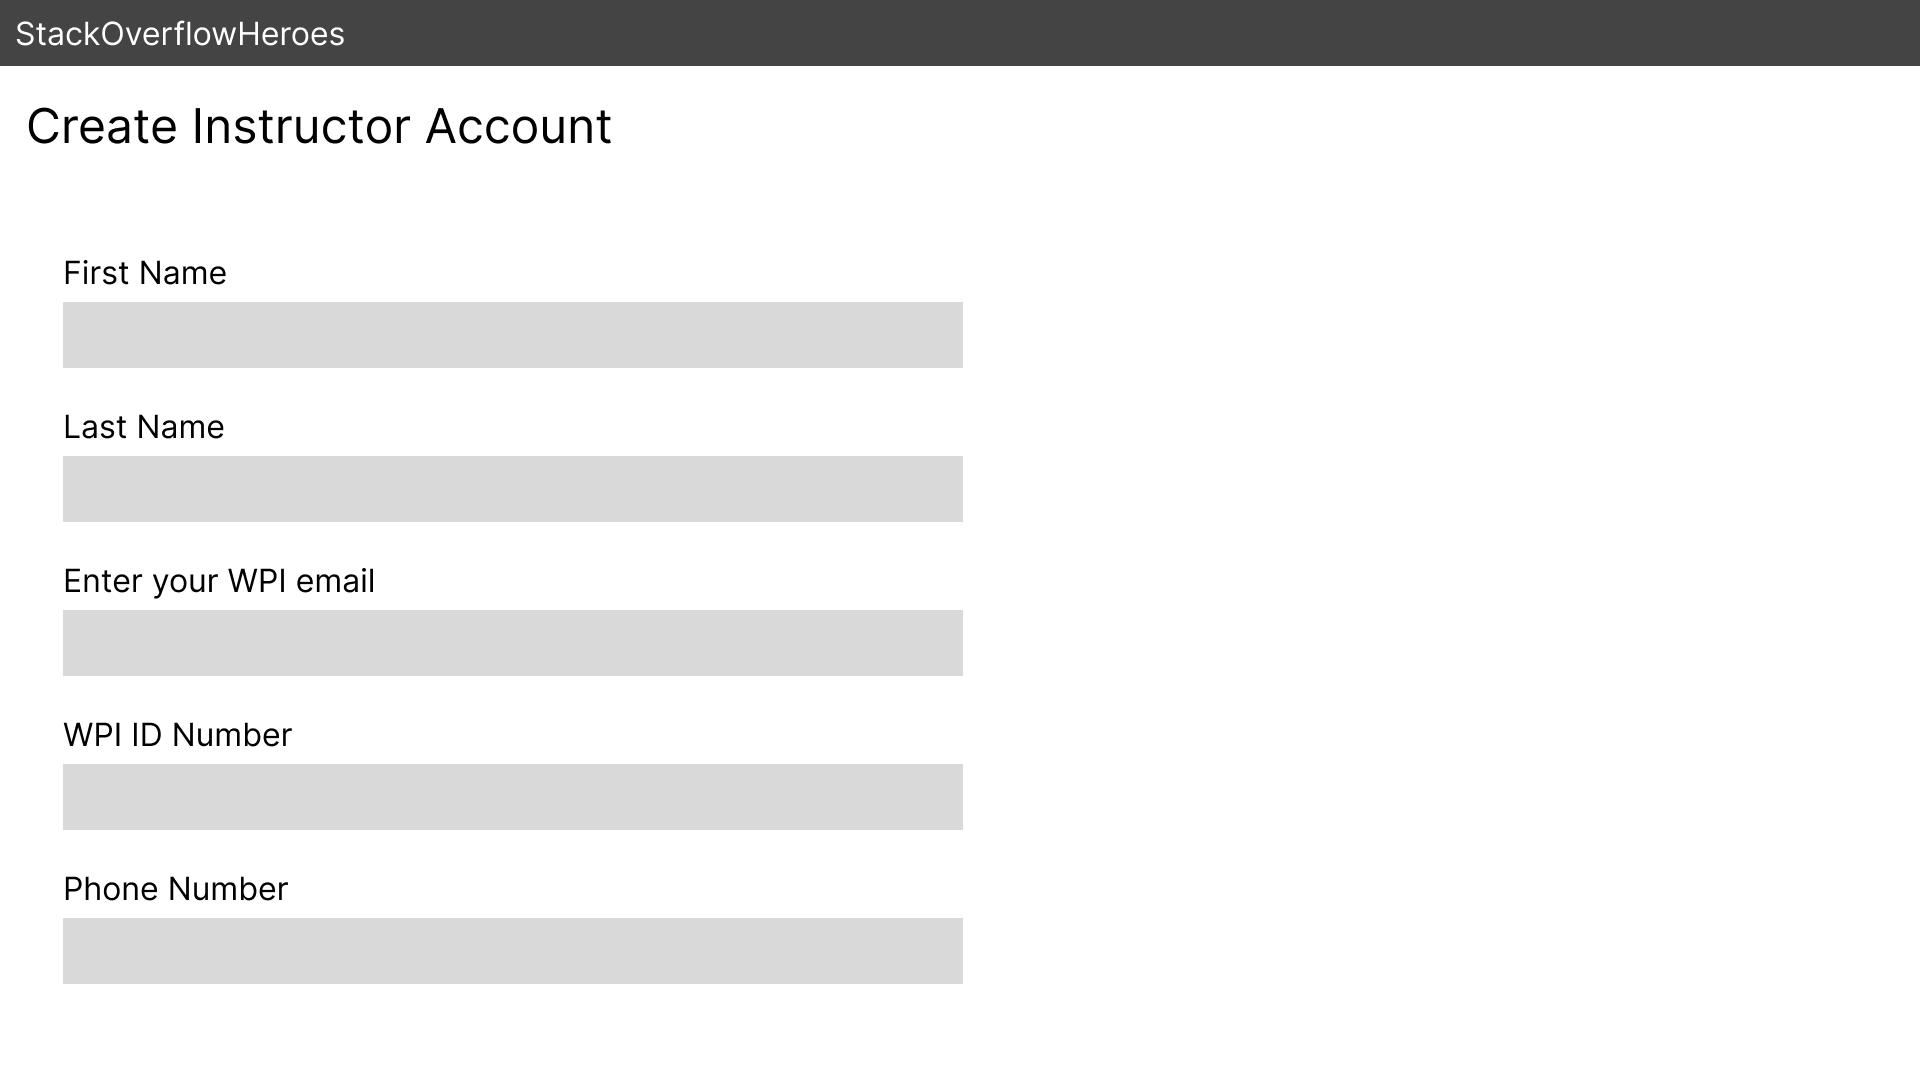 StackOverflowHeroes
Create Instructor Account
First Name
Last Name
Enter your WPI email
WPI ID Number
Phone Number